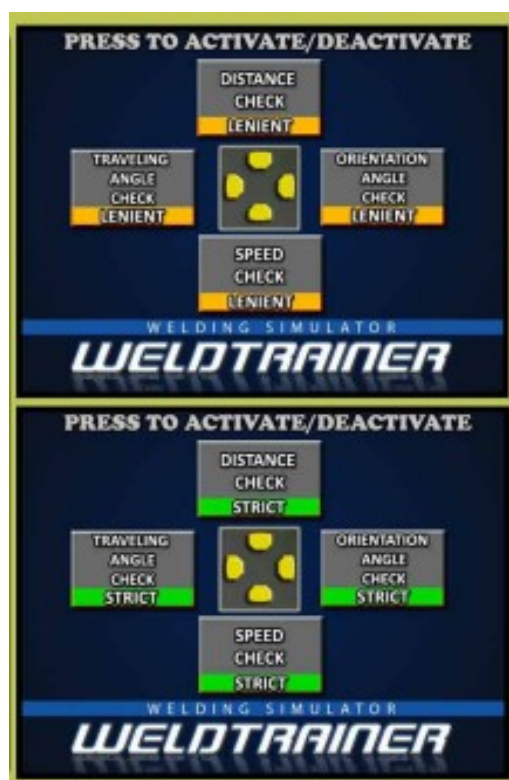 PRESS TO ACTIVATE/DEACTIVATE
DISTANCE
CHECK
LENIENT
TRAVELING
ANGLE
CHECK
LENIENT
ORIENTATION
ANGLE
CHECK
LENIENT
SPEED
CHECK
LENIENT
WELDING SIMULATOR
WELDTRAINER
PRESS TO ACTIVATE/DEACTIVATE
DISTANCE
CHECK
STRICT
TRAVELING
ANGLE
CHECK
STRICT
ORIENTATION
ANGLE
CHECK
STRICT
SPEED
CHECK
STRICT
WELDING SIMULATOR
WELDTRAINER